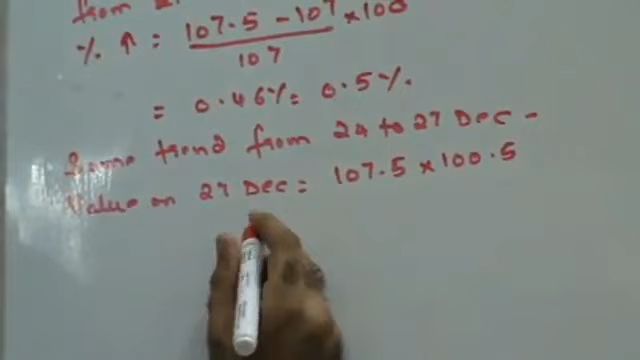 from 21
% ↑ = 107.5 - 107 × 100
107
= 0.46% = 0.5%.
Same trend from 24 to 27 Dec -
Value on 27 Dec = 107.5 × 100.5